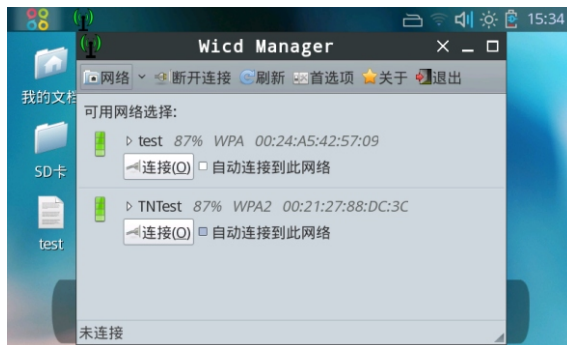 15:34
Wicd Manager
网络 断开连接 刷新 首选项 关于 退出
我的文档
可用网络选择:
test 87% WPA 00:24:A5:42:57:09
连接(O) 自动连接到此网络
SD卡
TNTest 87% WPA2 00:21:27:88:DC:3C
连接(O) 自动连接到此网络
test
未连接